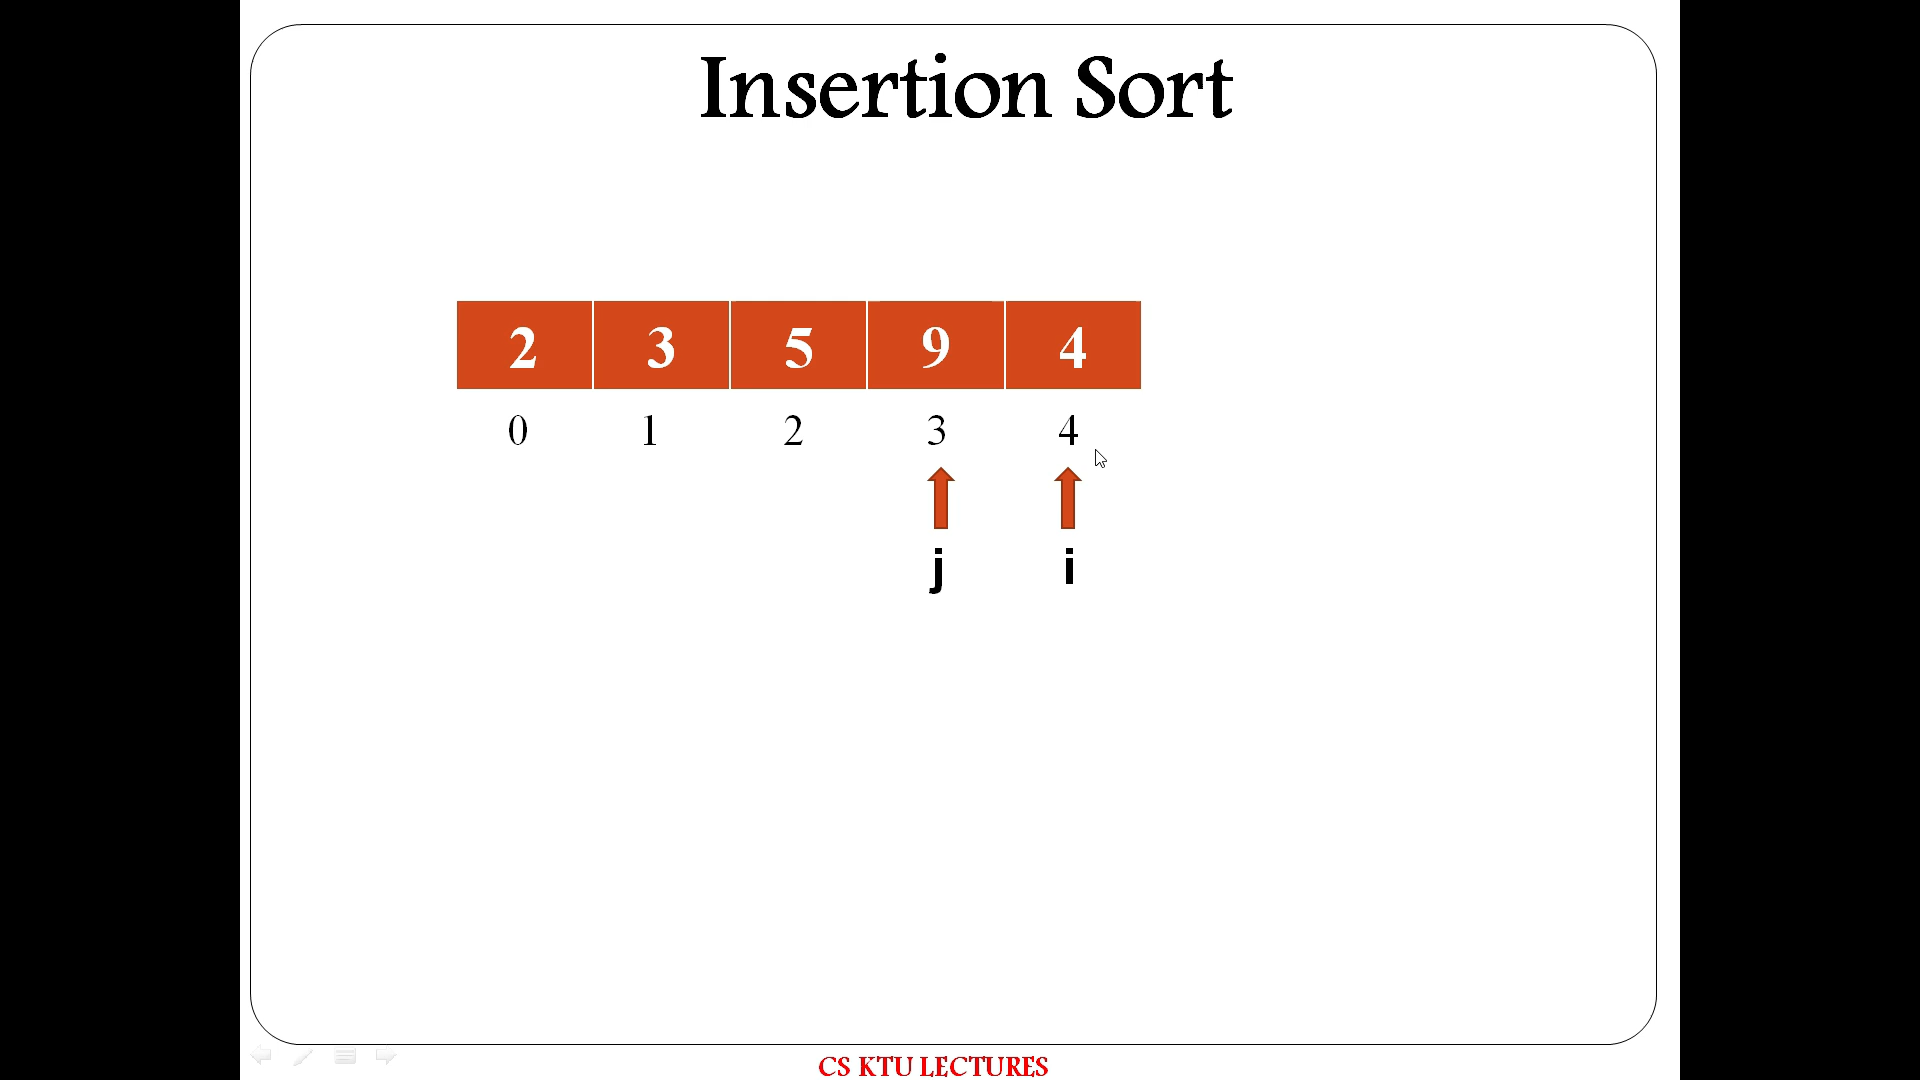 Insertion Sort
2 3 5 9 4
0 1 2 3 4
j i
CS KTU LECTURES